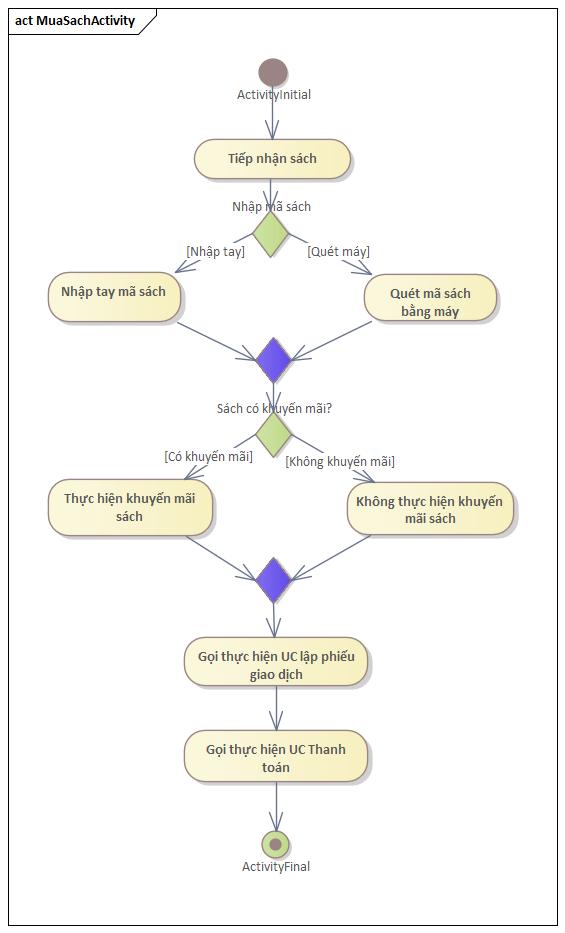 act MuaSachActivity
ActivityInitial
Tiếp nhận sách
Nhập mã sách
[Nhập tay]
[Quét máy]
Nhập tay mã sách
Quét mã sách
bằng máy
Sách có khuyến mãi?
[Có khuyến mãi]
[Không khuyến mãi]
Thực hiện khuyến mãi
sách
Không thực hiện khuyến
mãi sách
Gọi thực hiện UC lập phiếu
giao dịch
Gọi thực hiện UC Thanh
toán
ActivityFinal